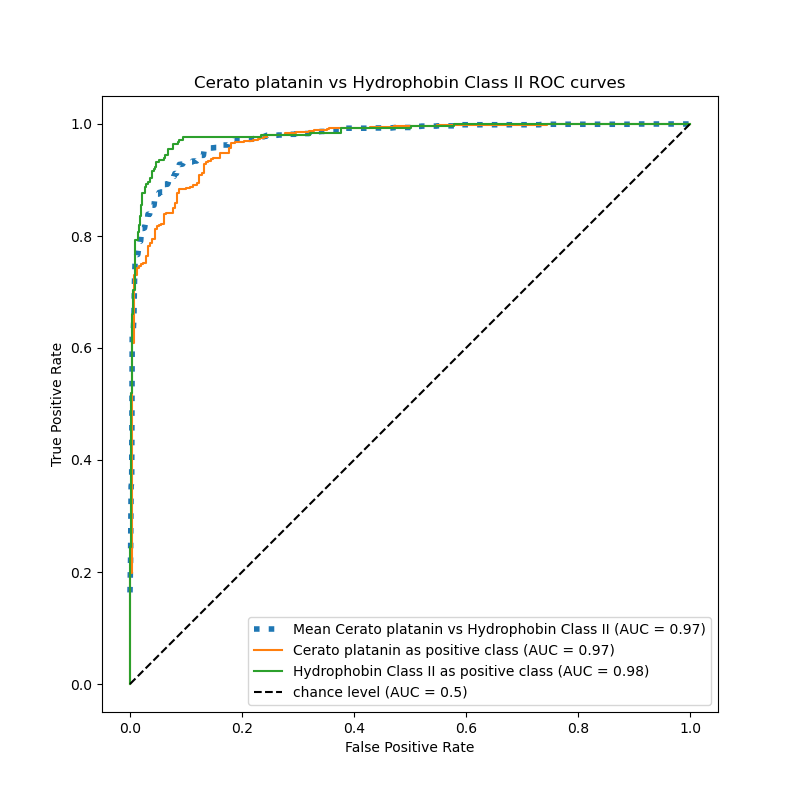 Cerato platanin vs Hydrophobin Class II ROC curves
1.0
0.8
0.6
0.4
0.2
0.0
True Positive Rate
Mean Cerato platanin vs Hydrophobin Class II (AUC = 0.97)
Cerato platanin as positive class (AUC = 0.97)
Hydrophobin Class II as positive class (AUC = 0.98)
chance level (AUC = 0.5)
0.0 0.2 0.4 0.6 0.8 1.0
False Positive Rate